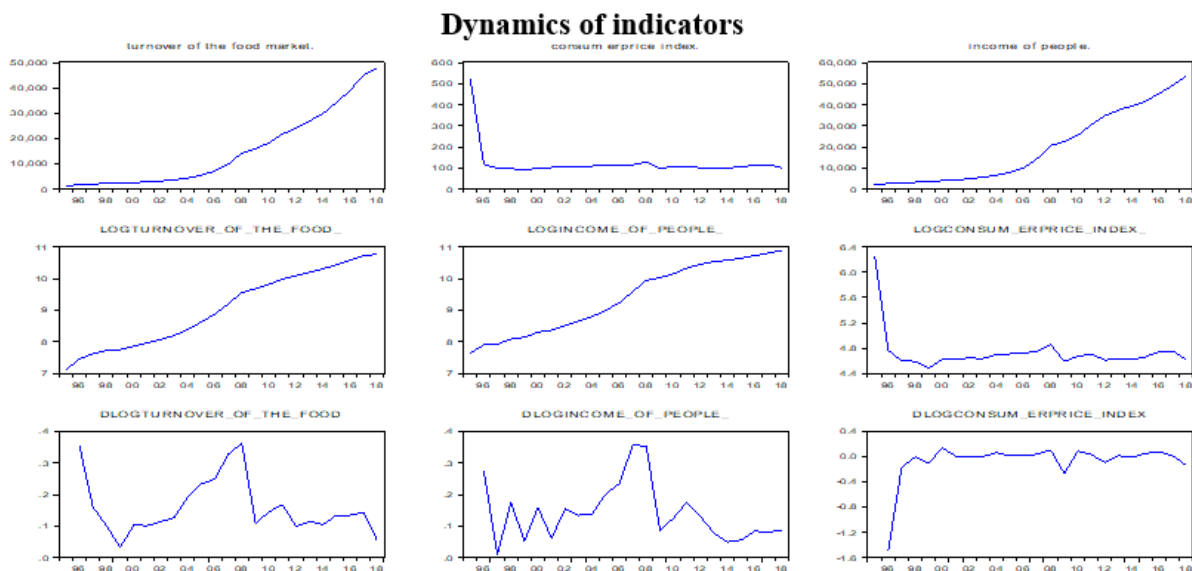 Dynamics of indicators
turnover of the food market. consum erprice index. income of people.
50,000 600 60,000
40,000 500 50,000
30,000 400 40,000
20,000 300 30,000
10,000 200 20,000
100 10,000
0 0 0
96 98 00 02 04 06 08 10 12 14 16 18 96 98 00 02 04 06 08 10 12 14 16 18 96 98 00 02 04 06 08 10 12 14 16 18
LOGTURNOVER_OF_THE_FOOD_ LOGINCOME_OF_PEOPLE_ LOGCONSUM_ERPRICE_INDEX_
11 11 6.4
10 10 6.0
9 9 5.6
8 8 5.2
4.8
7 7 4.4
96 98 00 02 04 06 08 10 12 14 16 18 96 98 00 02 04 06 08 10 12 14 16 18 96 98 00 02 04 06 08 10 12 14 16 18
DLOGTURNOVER_OF_THE_FOOD DLOGINCOME_OF_PEOPLE_ DLOGCONSUM_ERPRICE_INDEX
.4 .4 0.4
.3 .3 0.0
-0.4
.2 .2 -0.8
.1 .1 -1.2
.0 .0 -1.6
96 98 00 02 04 06 08 10 12 14 16 18 96 98 00 02 04 06 08 10 12 14 16 18 96 98 00 02 04 06 08 10 12 14 16 18